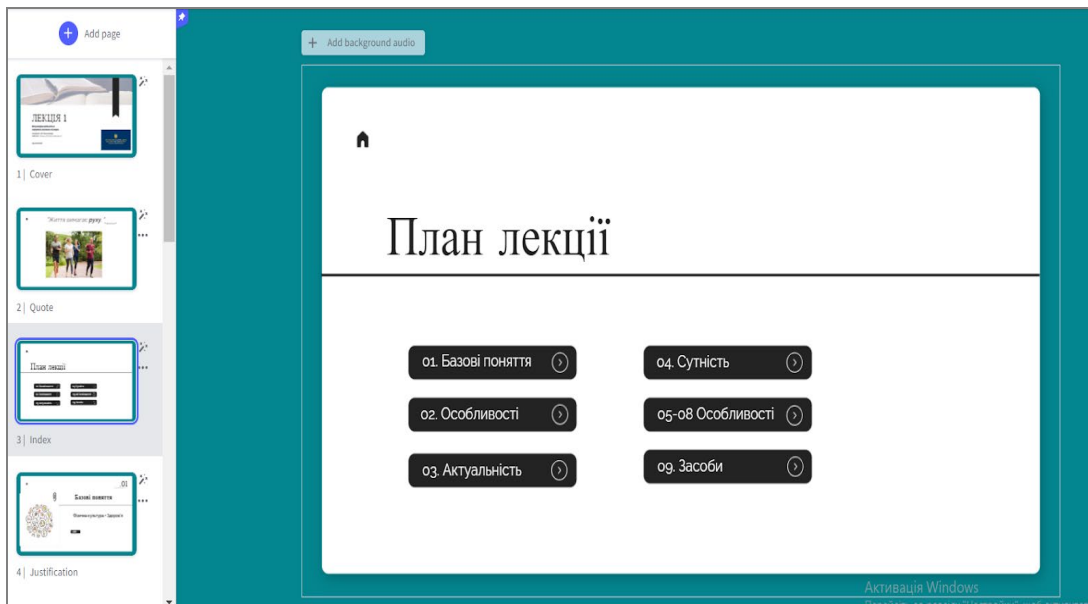 Add page
Add background audio
ЛЕКЦІЯ 1
1| Cover
"Життя вимагає руху"
2| Quote
План лекції
3| Index
01
Базові поняття
4| Justification
План лекції
01. Базові поняття
02. Особливості
03. Актуальність
04. Сутність
05-08 Особливості
09. Засоби
Активація Windows